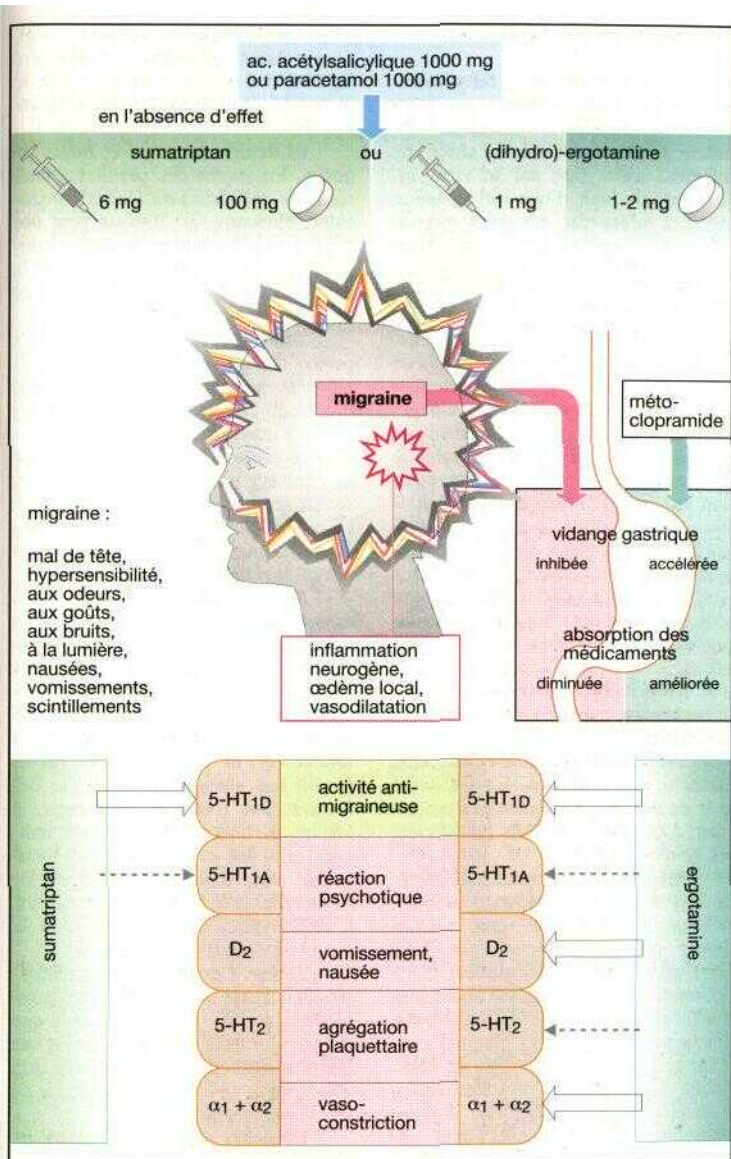 ac. acétylsalicylique 1000 mg
ou paracetamol 1000 mg
en l'absence d'effet
sumatriptan ou (dihydro)-ergotamine
6 mg 100 mg 1 mg 1-2 mg
migraine
méto-
clopramide
migraine :
mal de tête,
hypersensibilité,
aux odeurs,
aux goûts,
aux bruits,
à la lumière,
nausées,
vomissements,
scintillements
inflammation
neurogène,
œdème local,
vasodilatation
vidange gastrique
inhibée accélérée
absorption des
médicaments
diminuée améliorée
sumatriptan
5-HT1D
activité anti-
migraineuse
5-HT1D
5-HT1A
réaction
psychotique
5-HT1A
D2
vomissement,
nausée
D2
5-HT2
agrégation
plaquettaire
5-HT2
α1 + α2
vaso-
constriction
α1 + α2
ergotamine